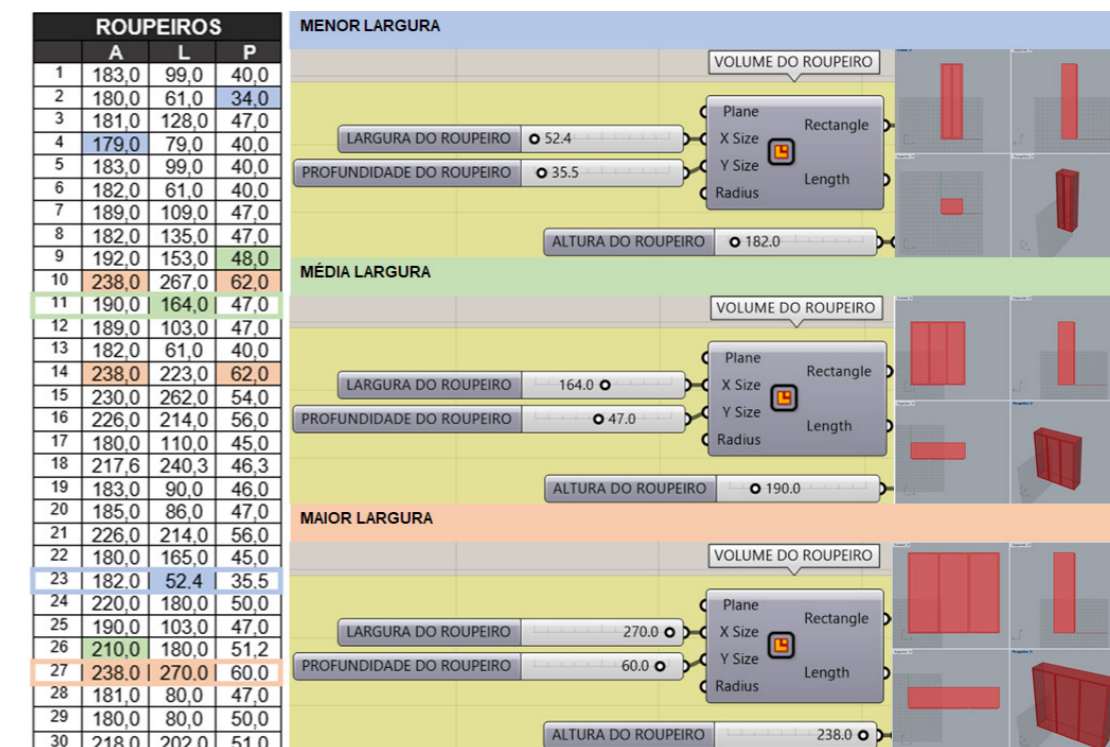 ROUPEIROS
A L P
1 183,0 99,0 40,0
2 180,0 61,0 34,0
3 181,0 128,0 47,0
4 179,0 79,0 40,0
5 183,0 99,0 40,0
6 182,0 61,0 40,0
7 189,0 109,0 47,0
8 182,0 135,0 47,0
9 192,0 153,0 48,0
10 238,0 267,0 62,0
11 190,0 164,0 47,0
12 189,0 103,0 47,0
13 182,0 61,0 40,0
14 238,0 223,0 62,0
15 230,0 262,0 54,0
16 226,0 214,0 56,0
17 180,0 110,0 45,0
18 217,6 240,3 46,3
19 183,0 90,0 46,0
20 185,0 86,0 47,0
21 226,0 214,0 56,0
22 180,0 165,0 45,0
23 182,0 52,4 35,5
24 220,0 180,0 50,0
25 190,0 103,0 47,0
26 210,0 180,0 51,2
27 238,0 270,0 60,0
28 181,0 80,0 47,0
29 180,0 80,0 50,0
30 218,0 202,0 51,0
MENOR LARGURA
VOLUME DO ROUPEIRO
Plane
LARGURA DO ROUPEIRO 52.4
X Size Rectangle
PROFUNDIDADE DO ROUPEIRO 35.5
Y Size Length
Radius
ALTURA DO ROUPEIRO 182.0
MÉDIA LARGURA
VOLUME DO ROUPEIRO
Plane
LARGURA DO ROUPEIRO 164.0
X Size Rectangle
PROFUNDIDADE DO ROUPEIRO 47.0
Y Size Length
Radius
ALTURA DO ROUPEIRO 190.0
MAIOR LARGURA
VOLUME DO ROUPEIRO
Plane
LARGURA DO ROUPEIRO 270.0
X Size Rectangle
PROFUNDIDADE DO ROUPEIRO 60.0
Y Size Length
Radius
ALTURA DO ROUPEIRO 238.0